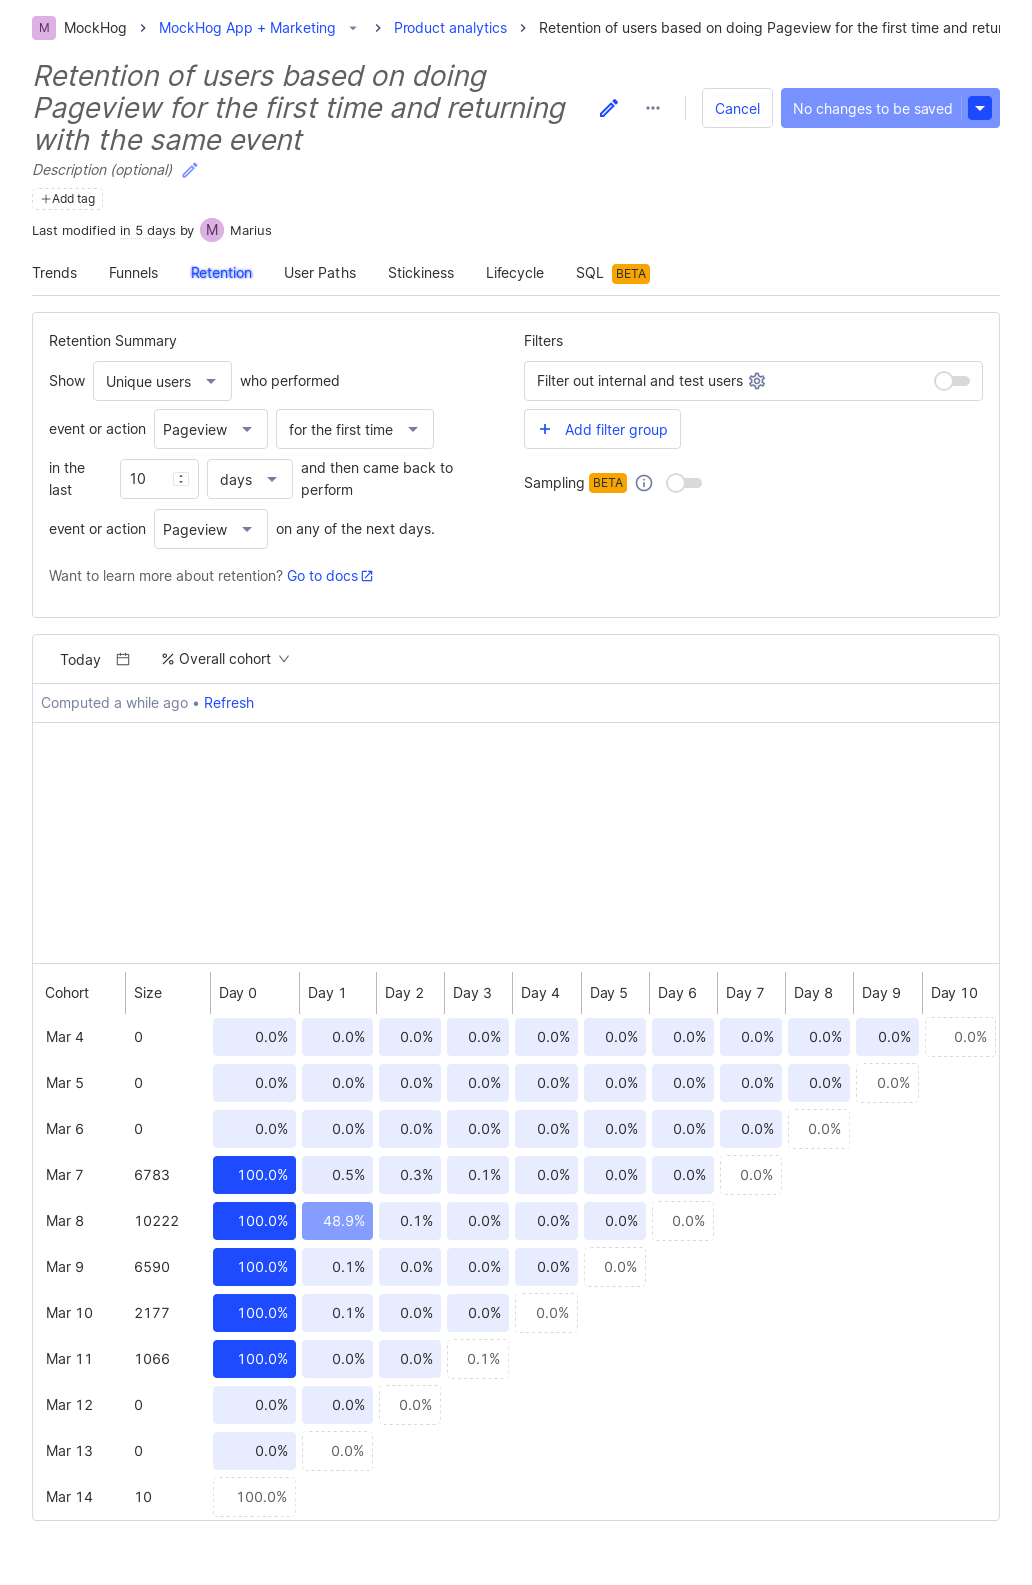 M MockHog > MockHog App + Marketing > Product analytics > Retention of users based on doing Pageview for the first time and retur
Retention of users based on doing
Pageview for the first time and returning
with the same event
Cancel
No changes to be saved
Description (optional)
+Add tag
Last modified in 5 days by M Marius
Trends Funnels Retention User Paths Stickiness Lifecycle SQL BETA
Retention Summary
Show Unique users who performed
event or action Pageview for the first time
in the last 10 days and then came back to perform
event or action Pageview on any of the next days.
Want to learn more about retention? Go to docs
Filters
Filter out internal and test users
+ Add filter group
Sampling BETA
Today % Overall cohort
Computed a while ago • Refresh
Cohort Size Day 0 Day 1 Day 2 Day 3 Day 4 Day 5 Day 6 Day 7 Day 8 Day 9 Day 10
Mar 4 0 0.0% 0.0% 0.0% 0.0% 0.0% 0.0% 0.0% 0.0% 0.0% 0.0% 0.0%
Mar 5 0 0.0% 0.0% 0.0% 0.0% 0.0% 0.0% 0.0% 0.0% 0.0% 0.0%
Mar 6 0 0.0% 0.0% 0.0% 0.0% 0.0% 0.0% 0.0% 0.0% 0.0%
Mar 7 6783 100.0% 0.5% 0.3% 0.1% 0.0% 0.0% 0.0% 0.0%
Mar 8 10222 100.0% 48.9% 0.1% 0.0% 0.0% 0.0% 0.0%
Mar 9 6590 100.0% 0.1% 0.0% 0.0% 0.0% 0.0%
Mar 10 2177 100.0% 0.1% 0.0% 0.0% 0.0%
Mar 11 1066 100.0% 0.0% 0.0% 0.1%
Mar 12 0 0.0% 0.0% 0.0%
Mar 13 0 0.0% 0.0%
Mar 14 10 100.0%